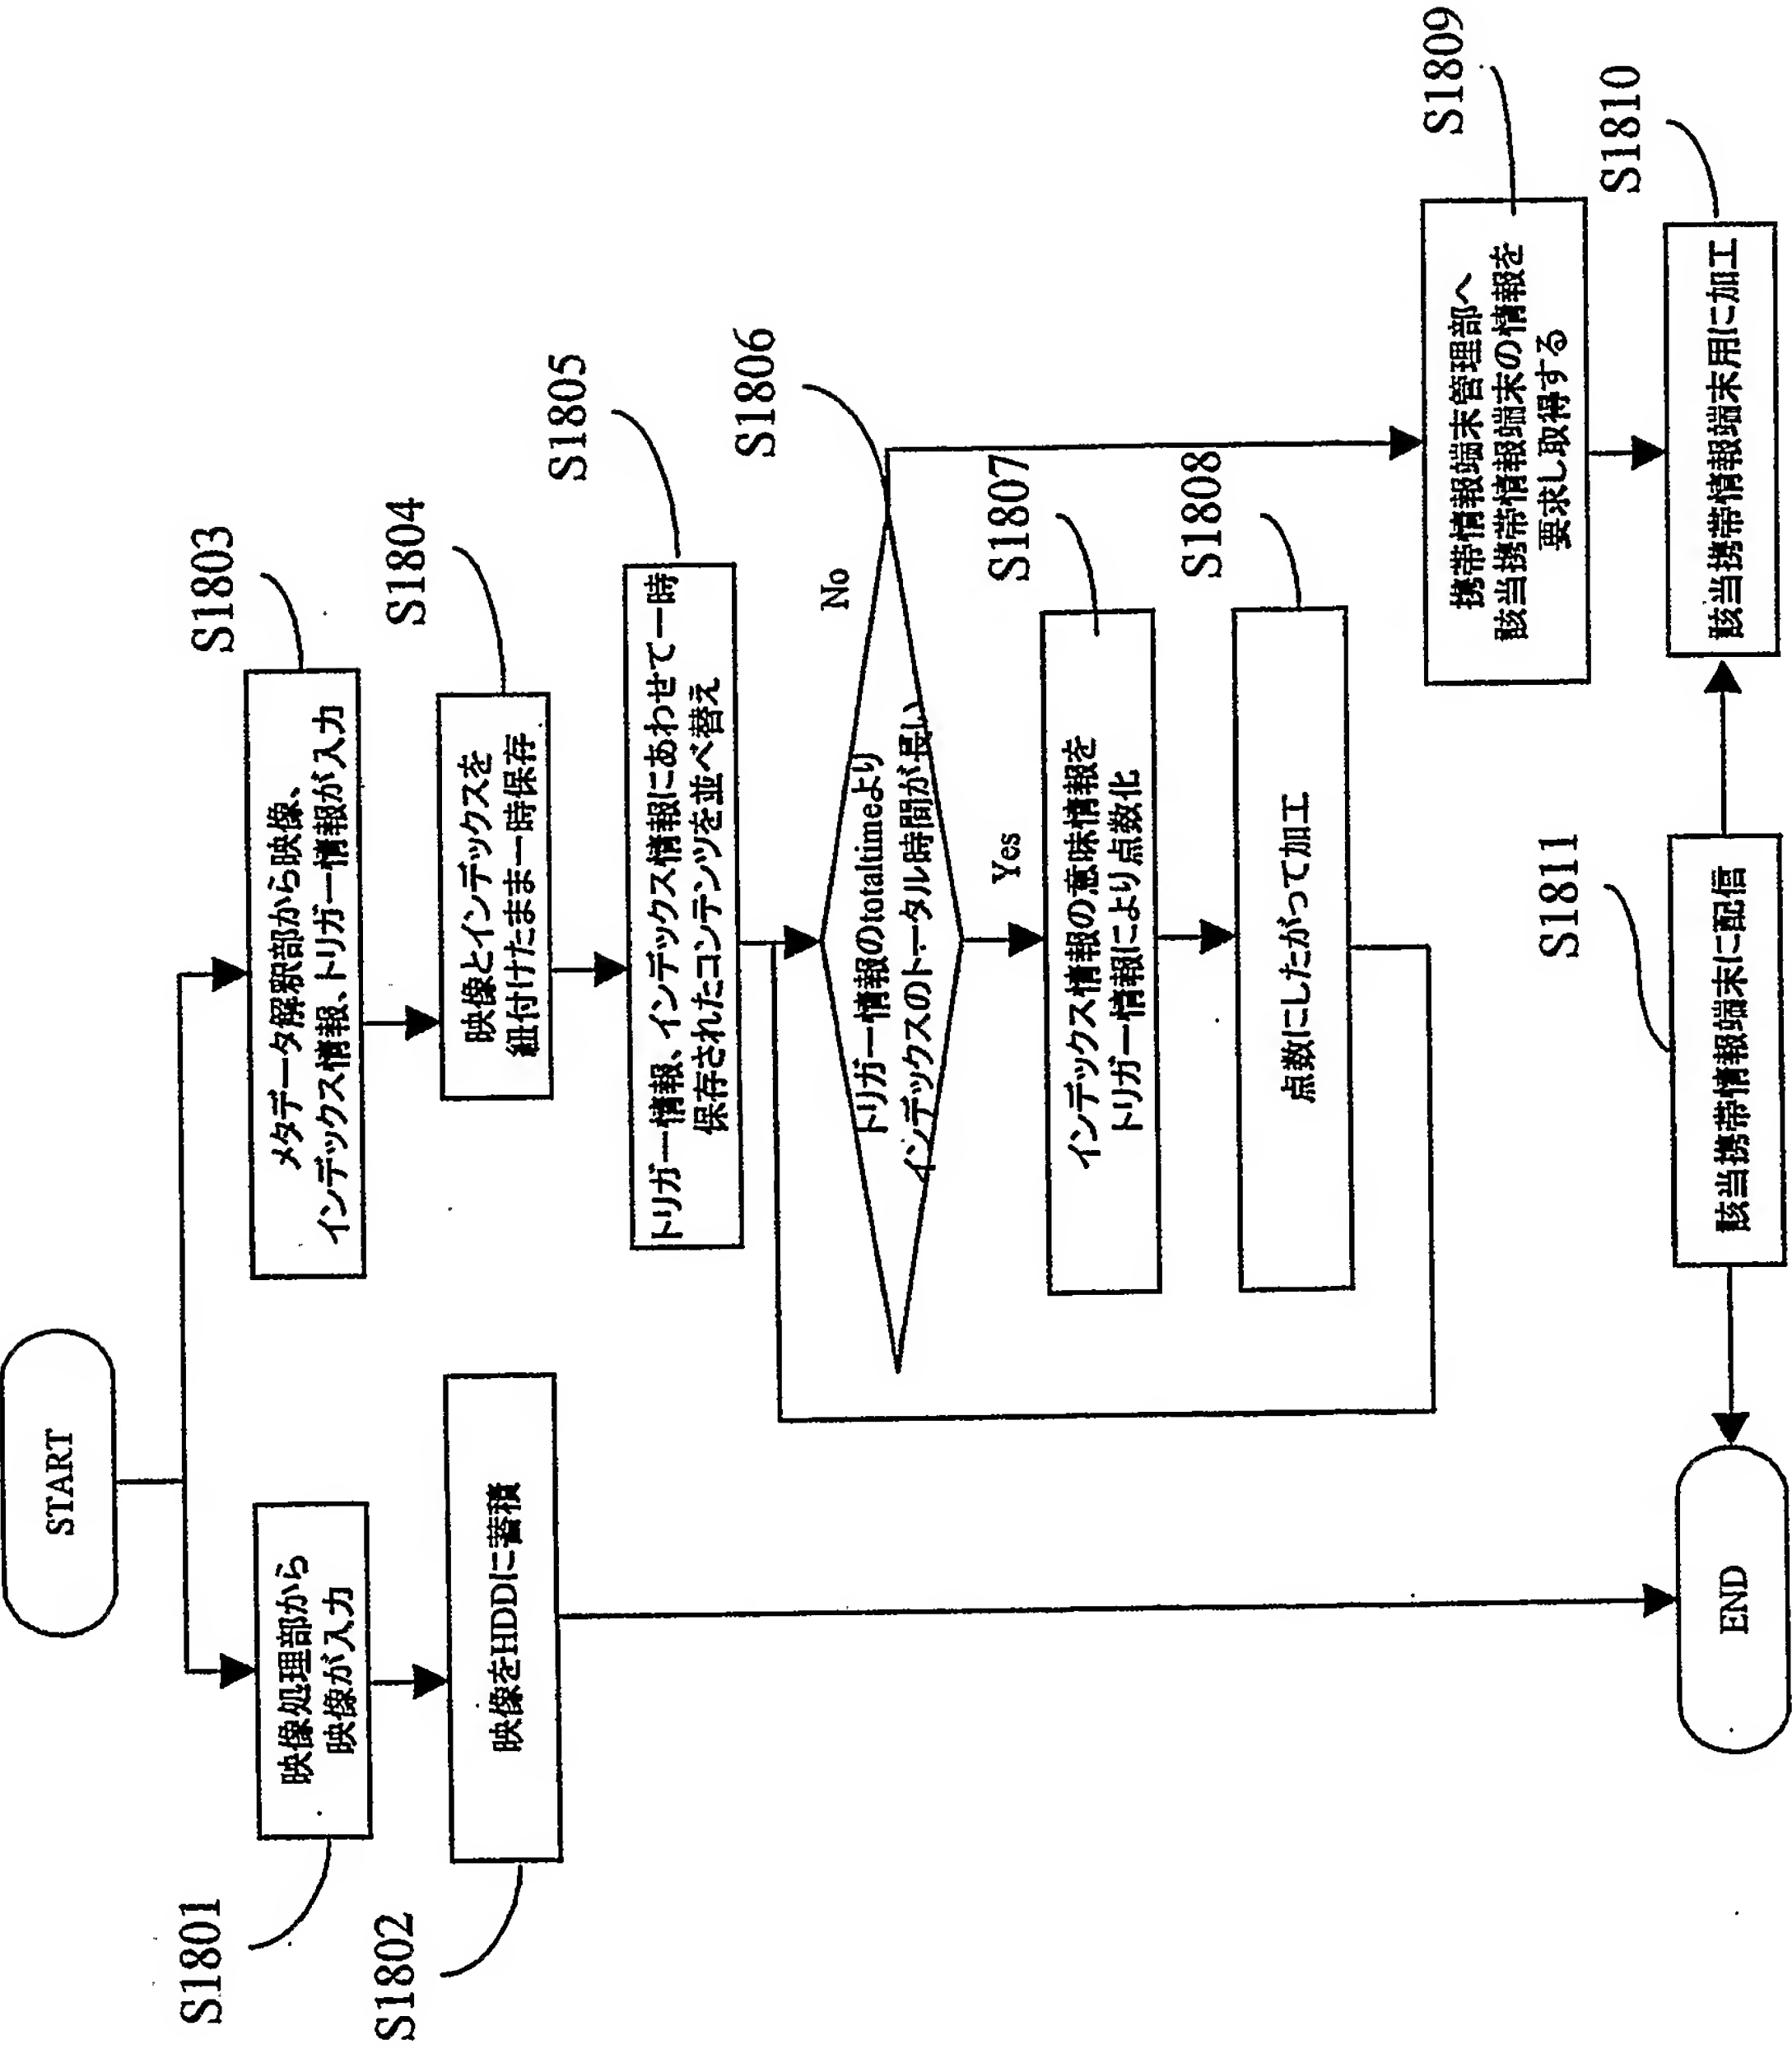 START
S1801
映像処理部から
映像が入力
S1802
映像をHDDに蓄積
S1803
メタデータ解釈部から映像、
インデックス情報、トリガー情報が入力
S1804
映像とインデックスを
紐付けたまま一時保存
S1805
トリガー情報、インデックス情報にあわせて一時
保存されたコンテンツを並べ替え
S1806
トリガー情報のtotaltimeより
インデックスのトータル時間が長い
No
Yes
S1807
インデックス情報の意味情報を
トリガー情報により点数化
S1808
点数にしたがって加工
S1809
携帯情報端末管理部へ
該当携帯情報端末の情報を
要求し取得する
S1810
該当携帯情報端末用に加工
S1811
該当携帯情報端末に配信
END